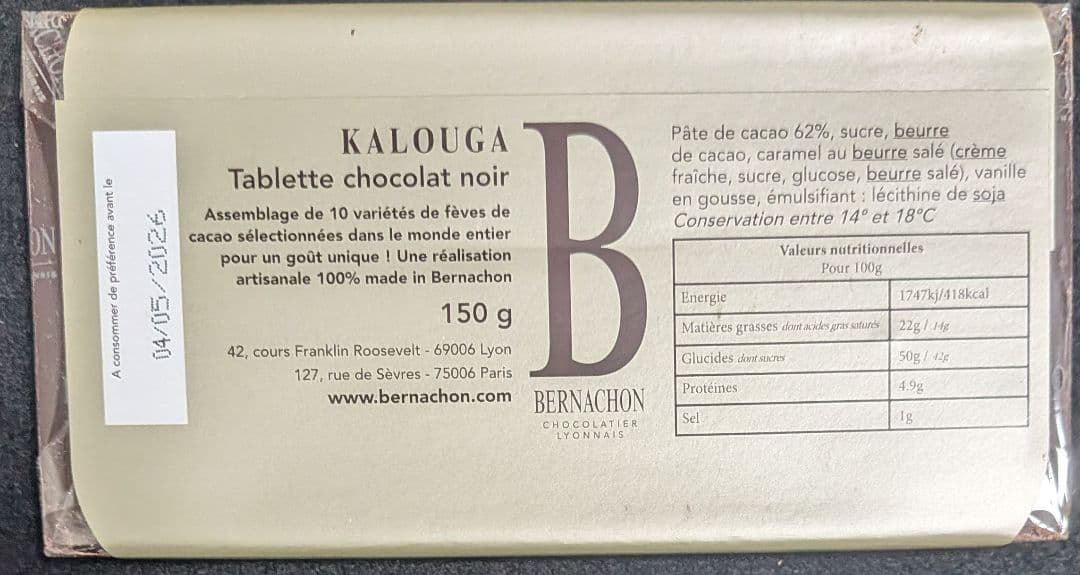 A consommer de préférence avant le
04/05/2026
KALOUGA
Tablette chocolat noir
Assemblage de 10 variétés de fèves de
cacao sélectionnées dans le monde entier
pour un goût unique ! Une réalisation
artisanale 100% made in Bernachon
150 g
42, cours Franklin Roosevelt - 69006 Lyon
127, rue de Sèvres - 75006 Paris
www.bernachon.com
B
BERNACHON
CHOCOLATIER
LYONNAIS
Pâte de cacao 62%, sucre, beurre
de cacao, caramel au beurre salé (crème
fraîche, sucre, glucose, beurre salé), vanille
en gousse, émulsifiant : lécithine de soja
Conservation entre 14° et 18°C
Valeurs nutritionnelles
Pour 100g
Energie 1747kj/418kcal
Matières grasses dont acides gras saturés 22g / 14g
Glucides dont sucres 50g / 42g
Protéines 4.9g
Sel 1g